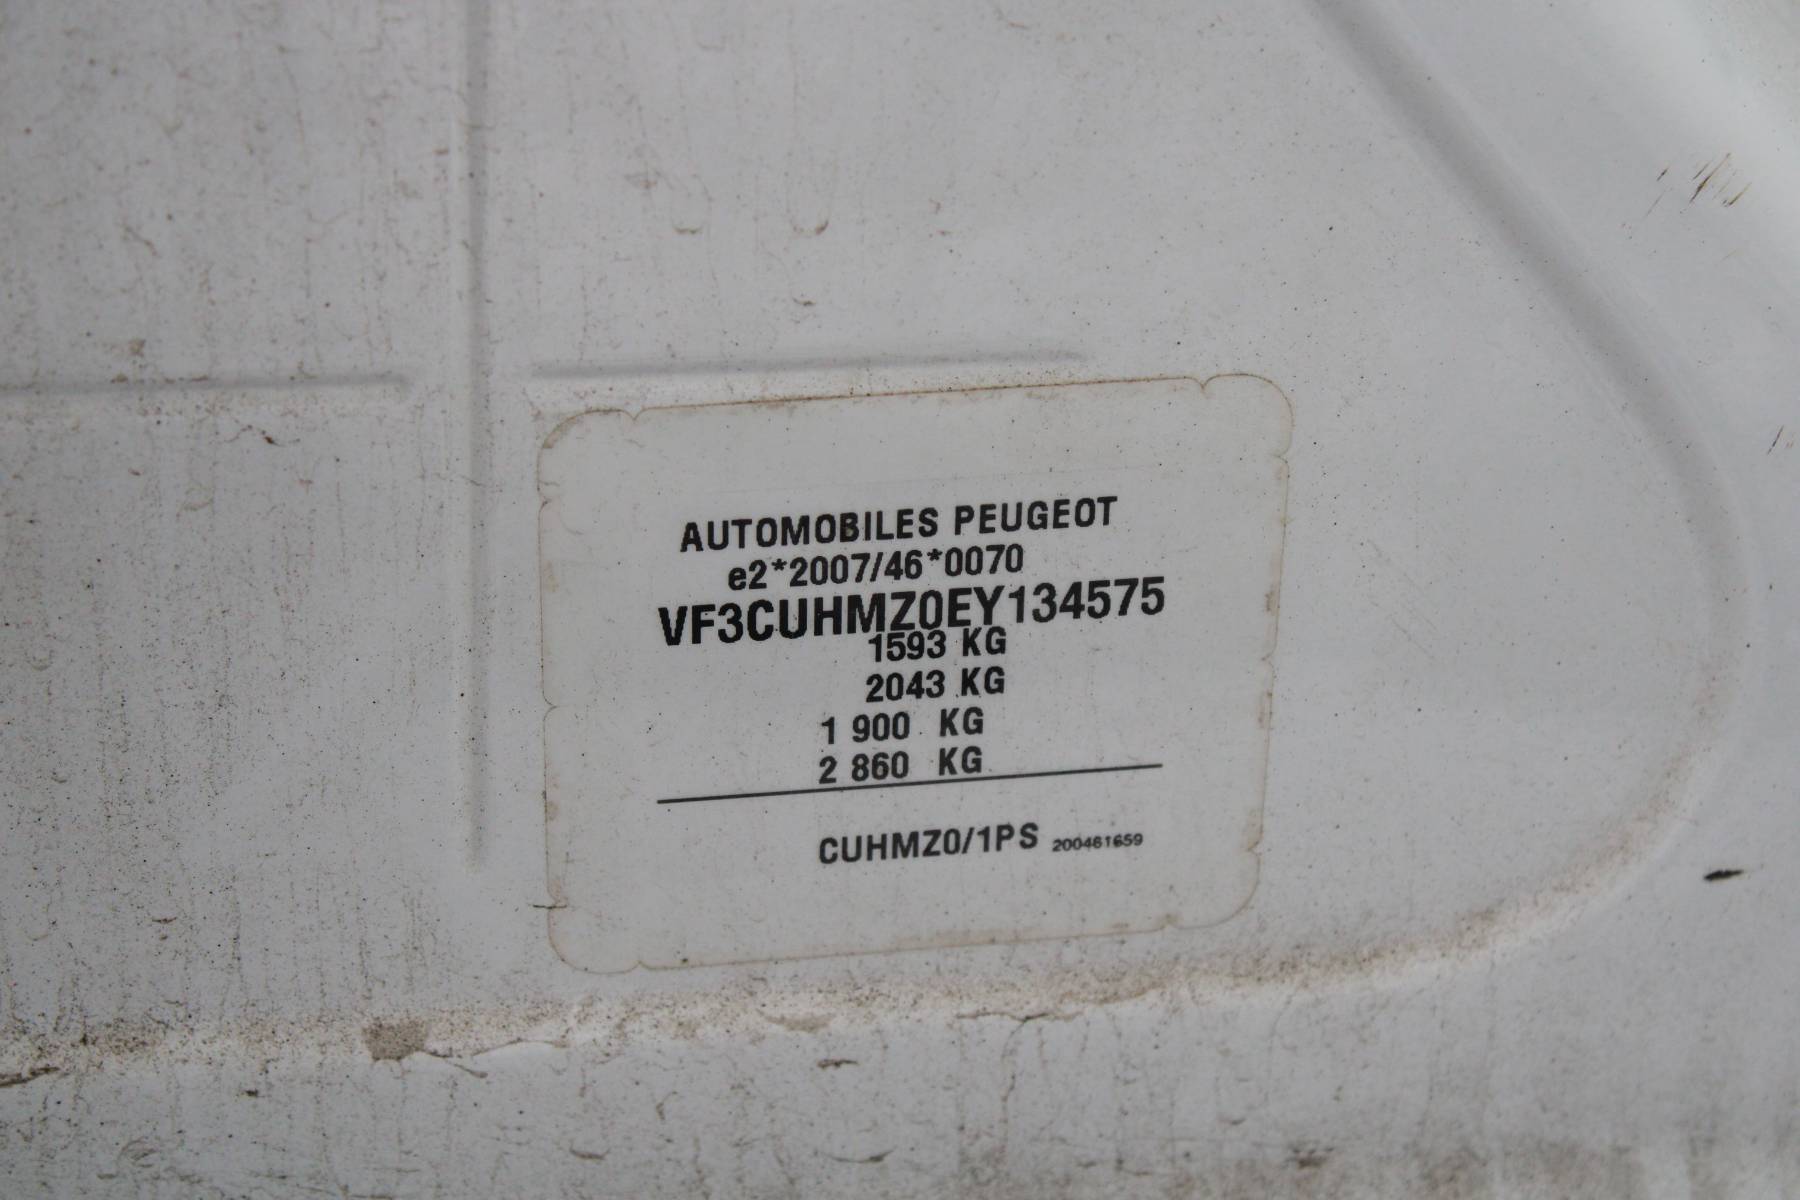 AUTOMOBILES PEUGEOT
e2*2007/46*0070
VF3CUHMZ0EY134575
1593 KG
2043 KG
1 900 KG
2 860 KG
CUHMZ0/1PS 200461659